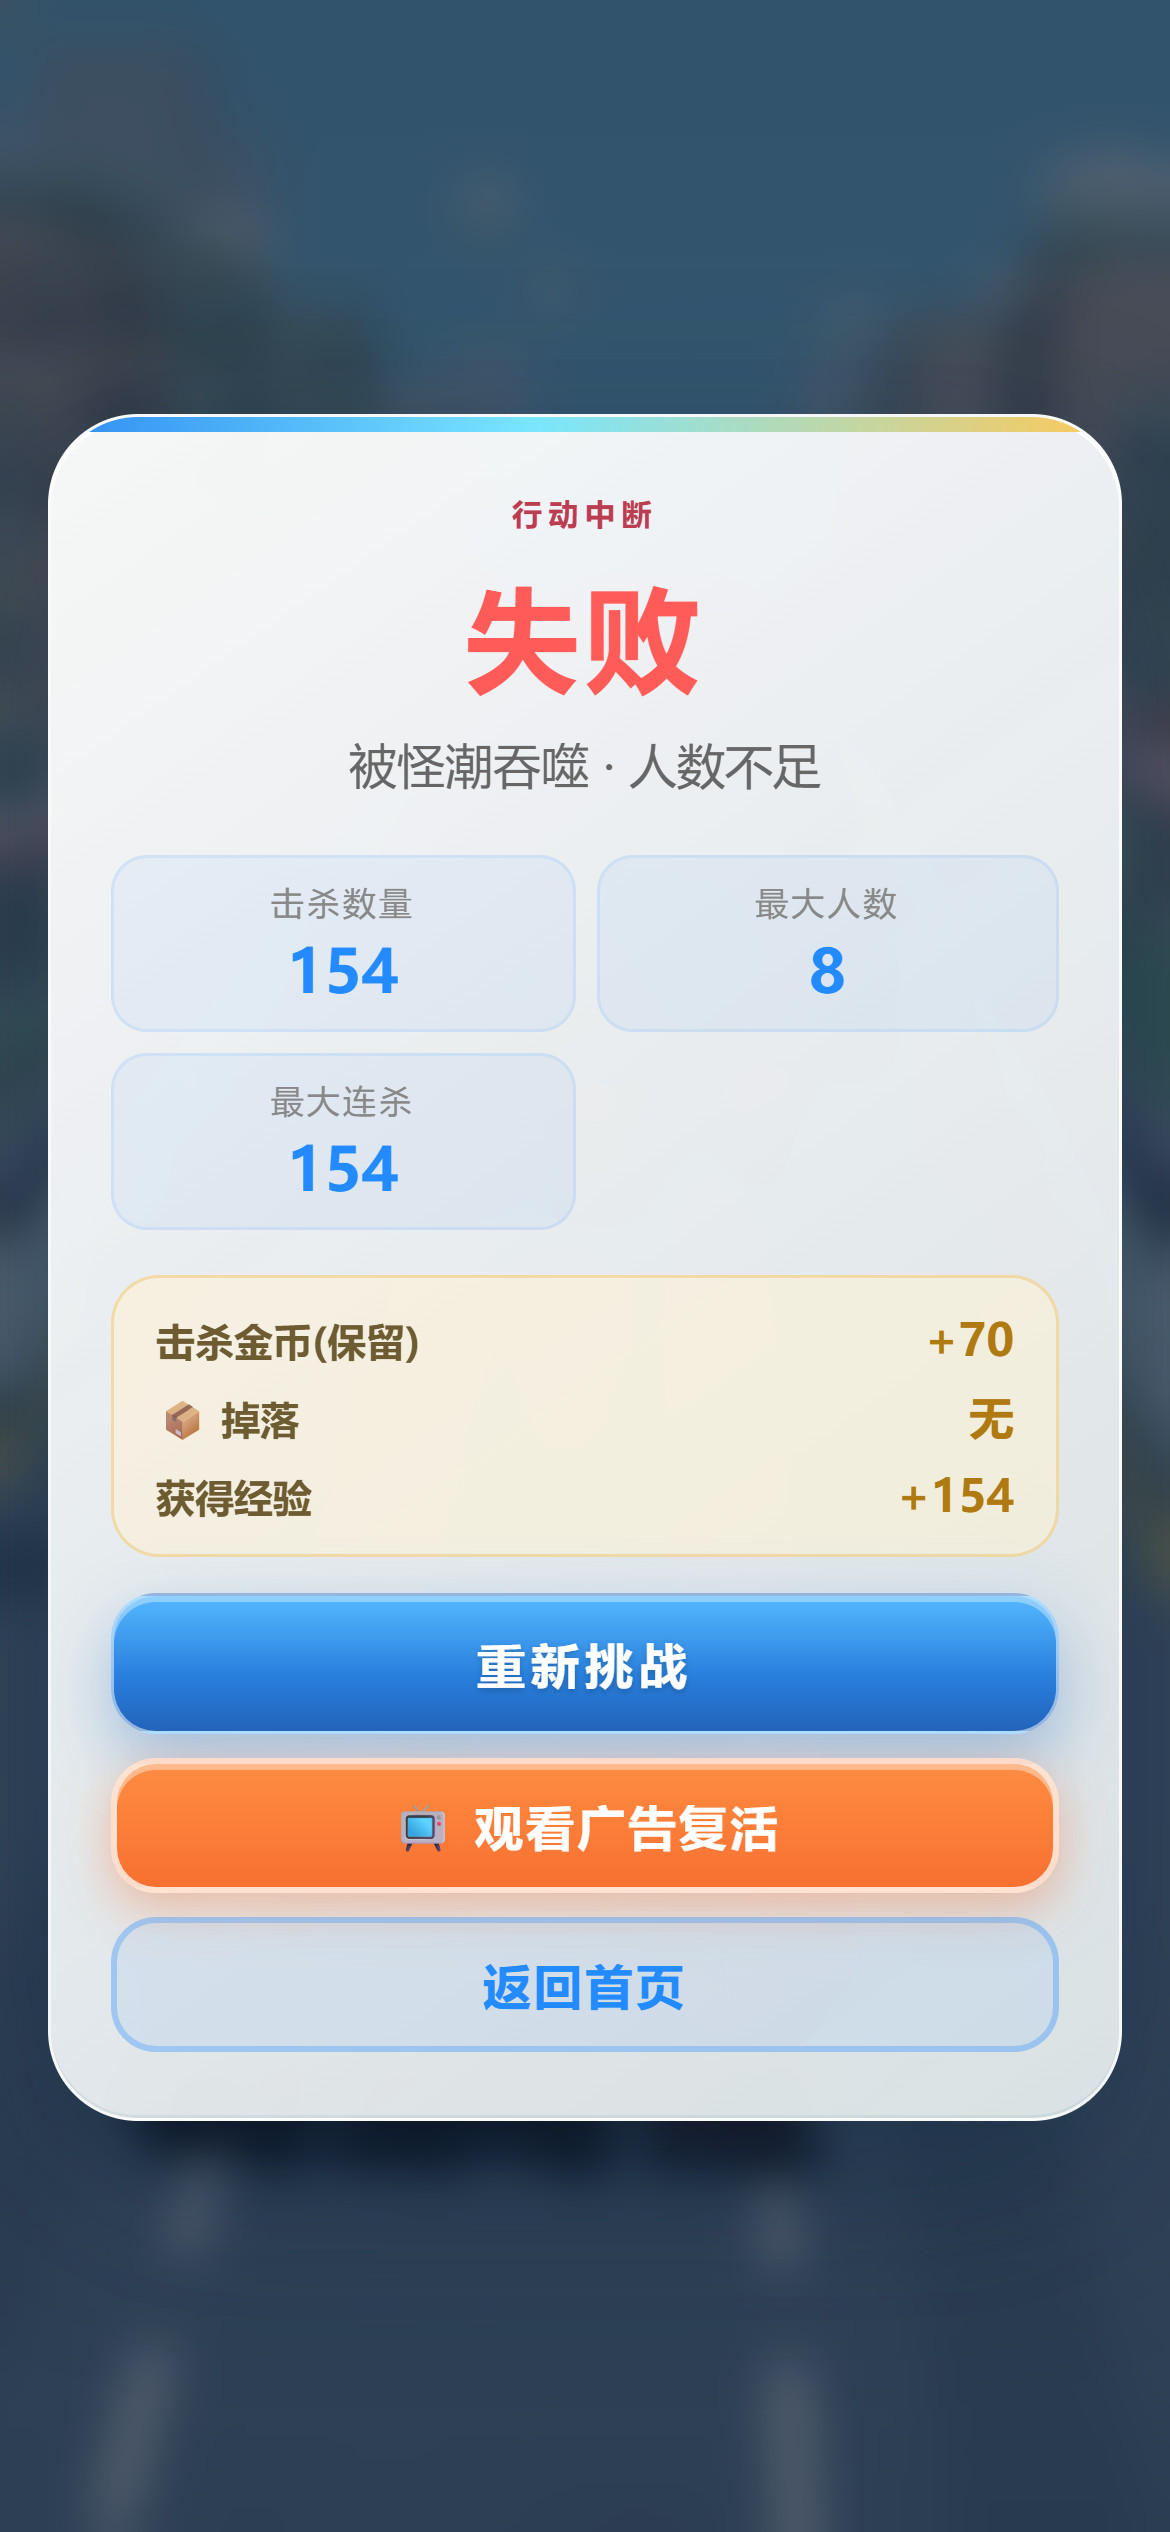 行动中断
失败
被怪潮吞噬 · 人数不足
击杀数量
154
最大人数
8
最大连杀
154
击杀金币(保留) +70
掉落 无
获得经验 +154
重新挑战
观看广告复活
返回首页